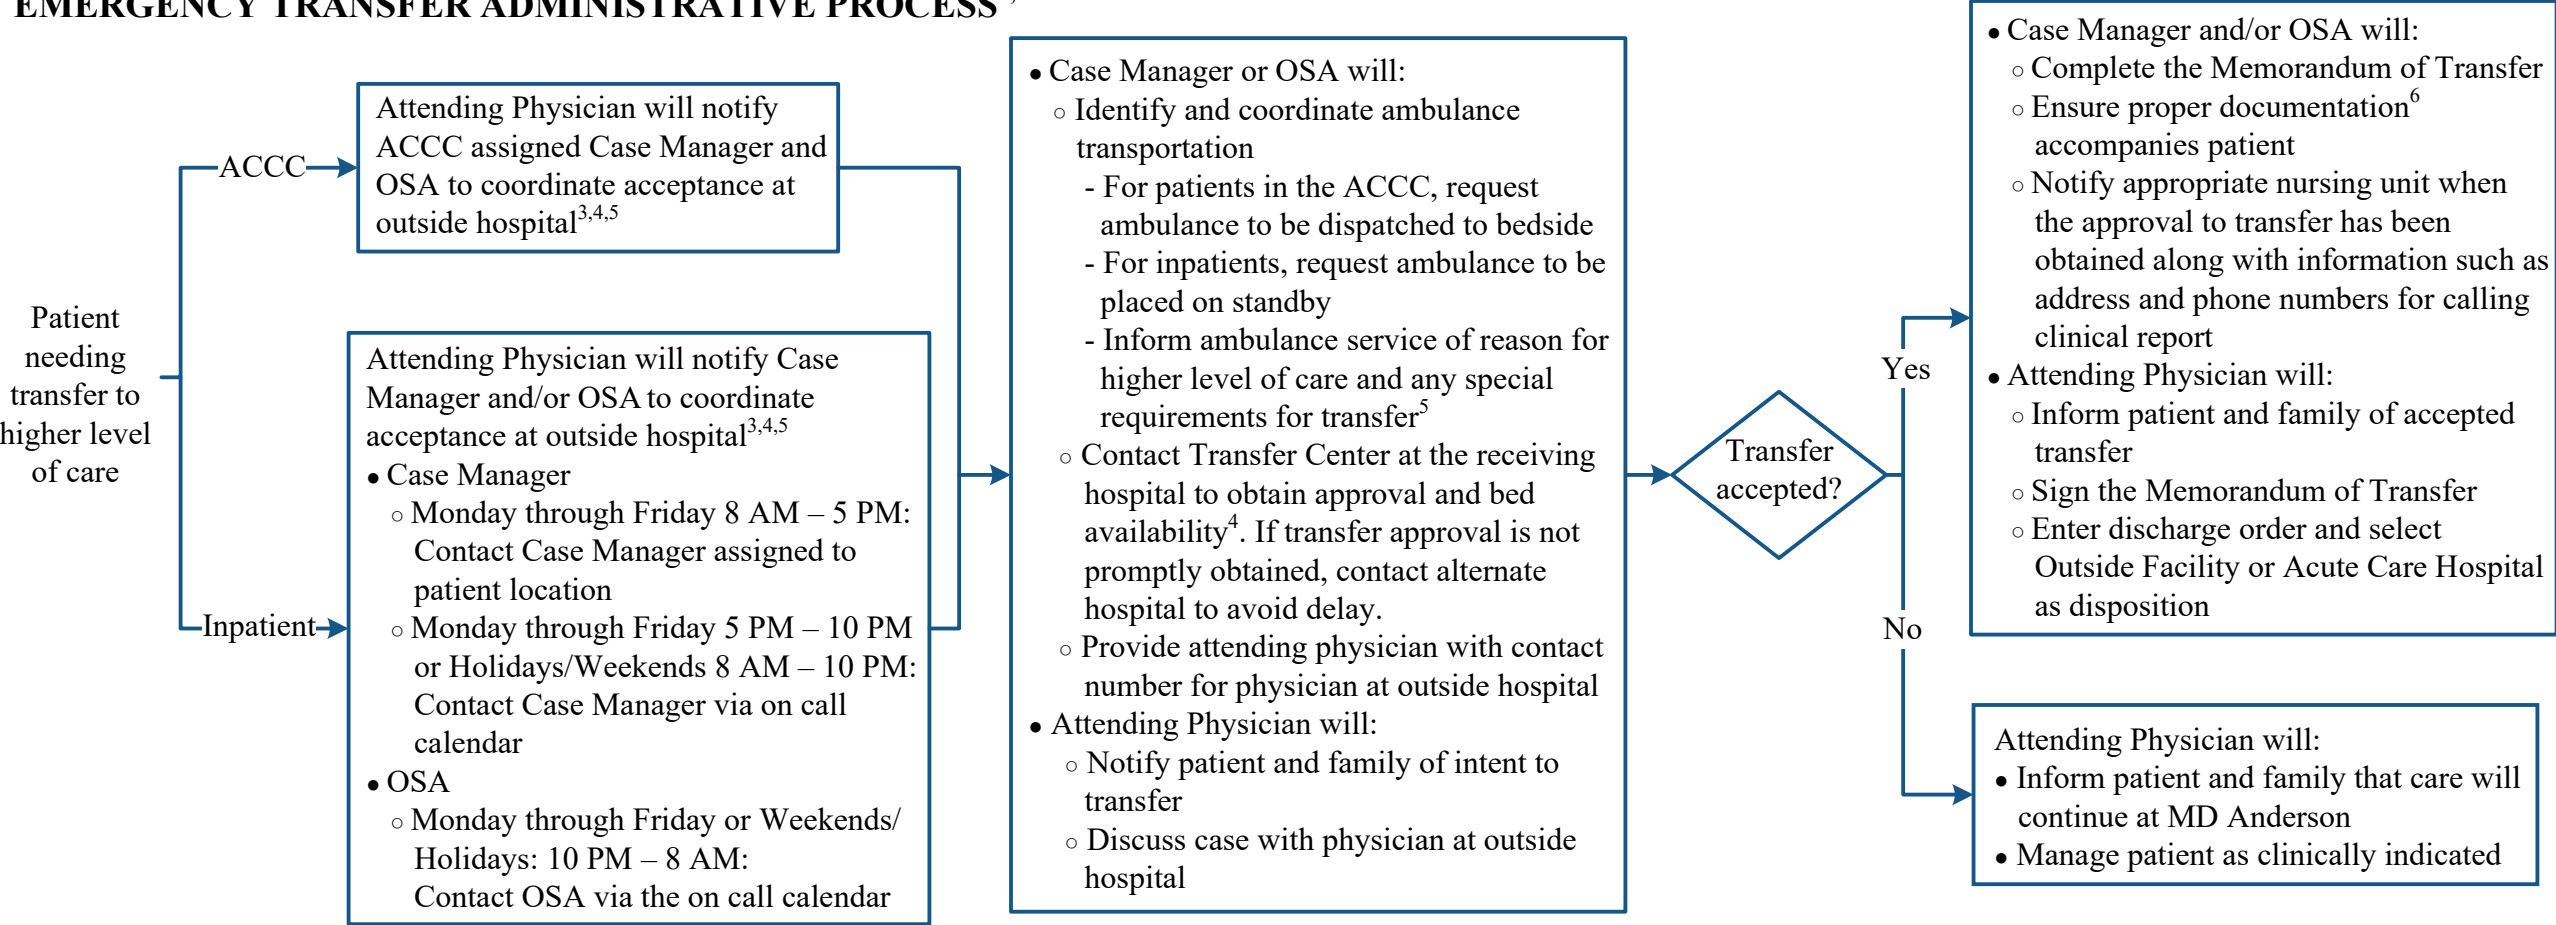 EMERGENCY TRANSFER ADMINISTRATIVE PROCESS
Patient
needing
transfer to
higher level
of care
ACCC
Attending Physician will notify
ACCC assigned Case Manager and
OSA to coordinate acceptance at
outside hospital3,4,5
Inpatient
Attending Physician will notify Case
Manager and/or OSA to coordinate
acceptance at outside hospital3,4,5
● Case Manager
○ Monday through Friday 8 AM – 5 PM:
Contact Case Manager assigned to
patient location
○ Monday through Friday 5 PM – 10 PM
or Holidays/Weekends 8 AM – 10 PM:
Contact Case Manager via on call
calendar
● OSA
○ Monday through Friday or Weekends/
Holidays: 10 PM – 8 AM:
Contact OSA via the on call calendar
● Case Manager or OSA will:
○ Identify and coordinate ambulance
transportation
- For patients in the ACCC, request
ambulance to be dispatched to bedside
- For inpatients, request ambulance to be
placed on standby
- Inform ambulance service of reason for
higher level of care and any special
requirements for transfer5
○ Contact Transfer Center at the receiving
hospital to obtain approval and bed
availability4. If transfer approval is not
promptly obtained, contact alternate
hospital to avoid delay.
○ Provide attending physician with contact
number for physician at outside hospital
● Attending Physician will:
○ Notify patient and family of intent to
transfer
○ Discuss case with physician at outside
hospital
Transfer
accepted?
Yes
● Case Manager and/or OSA will:
○ Complete the Memorandum of Transfer
○ Ensure proper documentation6
accompanies patient
○ Notify appropriate nursing unit when
the approval to transfer has been
obtained along with information such as
address and phone numbers for calling
clinical report
● Attending Physician will:
○ Inform patient and family of accepted
transfer
○ Sign the Memorandum of Transfer
○ Enter discharge order and select
Outside Facility or Acute Care Hospital
as disposition
No
Attending Physician will:
● Inform patient and family that care will
continue at MD Anderson
● Manage patient as clinically indicated